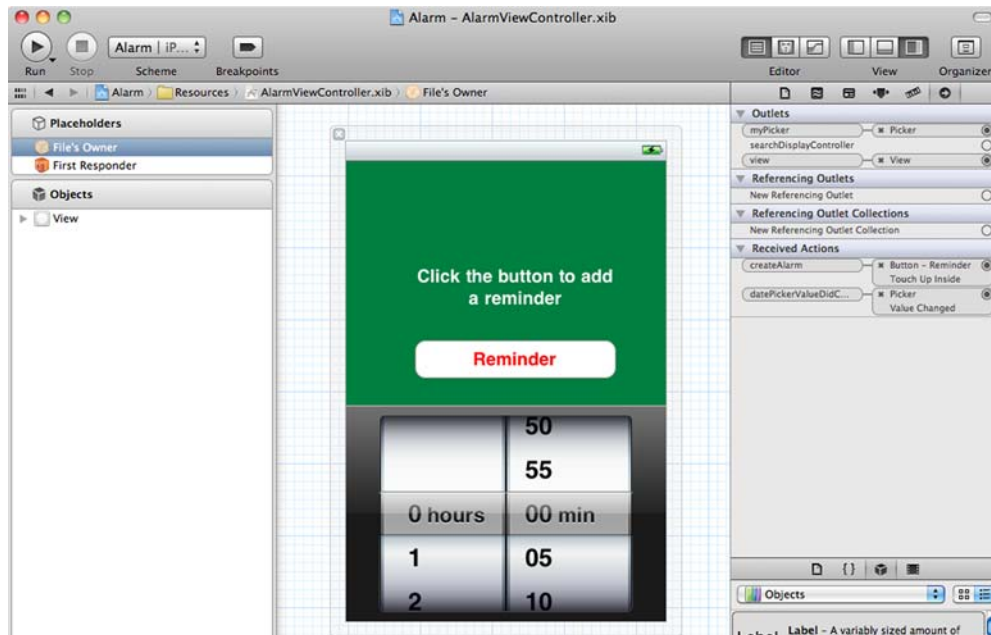 Alarm – AlarmViewController.xib
Alarm | iP...
Run Stop Scheme Breakpoints Editor View Organizer
Alarm Resources AlarmViewController.xib File's Owner
Placeholders
File's Owner
First Responder
Objects
View
Click the button to add
a reminder
Reminder
50
55
0 hours 00 min
1 05
2 10
Outlets
myPicker Picker
searchDisplayController
view View
Referencing Outlets
New Referencing Outlet
Referencing Outlet Collections
New Referencing Outlet Collection
Received Actions
createAlarm Button – Reminder
Touch Up Inside
datePickerValueDidC... Picker
Value Changed
{}
Objects
Label Label – A variably sized amount of